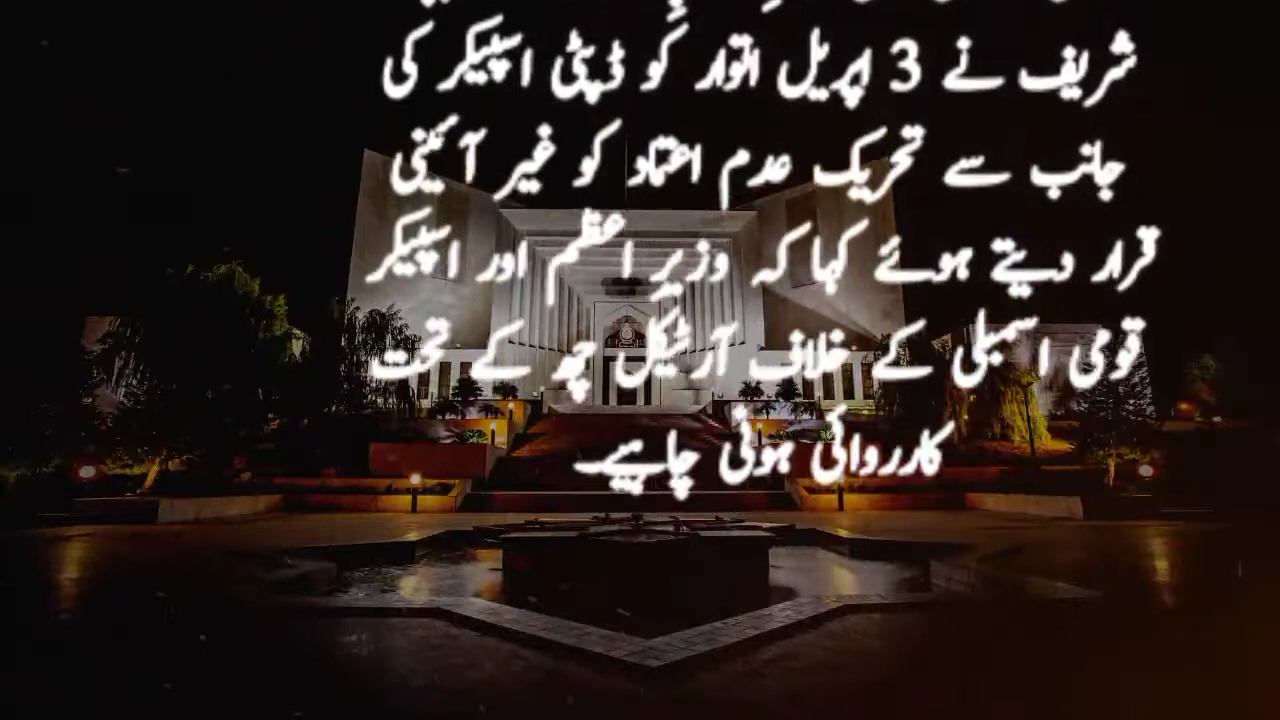 شریف نے 3 اپریل اتوار کو ڈپٹی اسپیکر کی
جانب سے تحریک عدم اعتماد کو غیر آئینی
قرار دیتے ہوئے کہا کہ وزیر اعظم اور اسپیکر
قومی اسمبلی کے خلاف آرٹیکل چھ کے تحت
کارروائی ہونی چاہیے۔